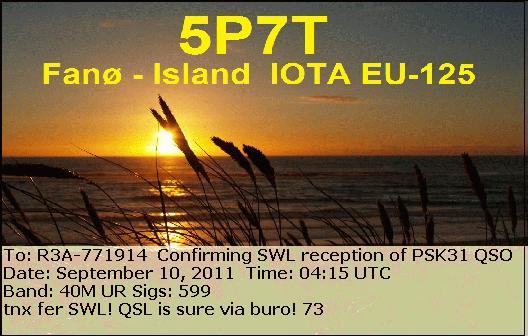 5P7T
Fanø - Island IOTA EU-125
To: R3A-771914 Confirming SWL reception of PSK31 QSO
Date: September 10, 2011 Time: 04:15 UTC
Band: 40M UR Sigs: 599
tnx fer SWL! QSL is sure via buro! 73